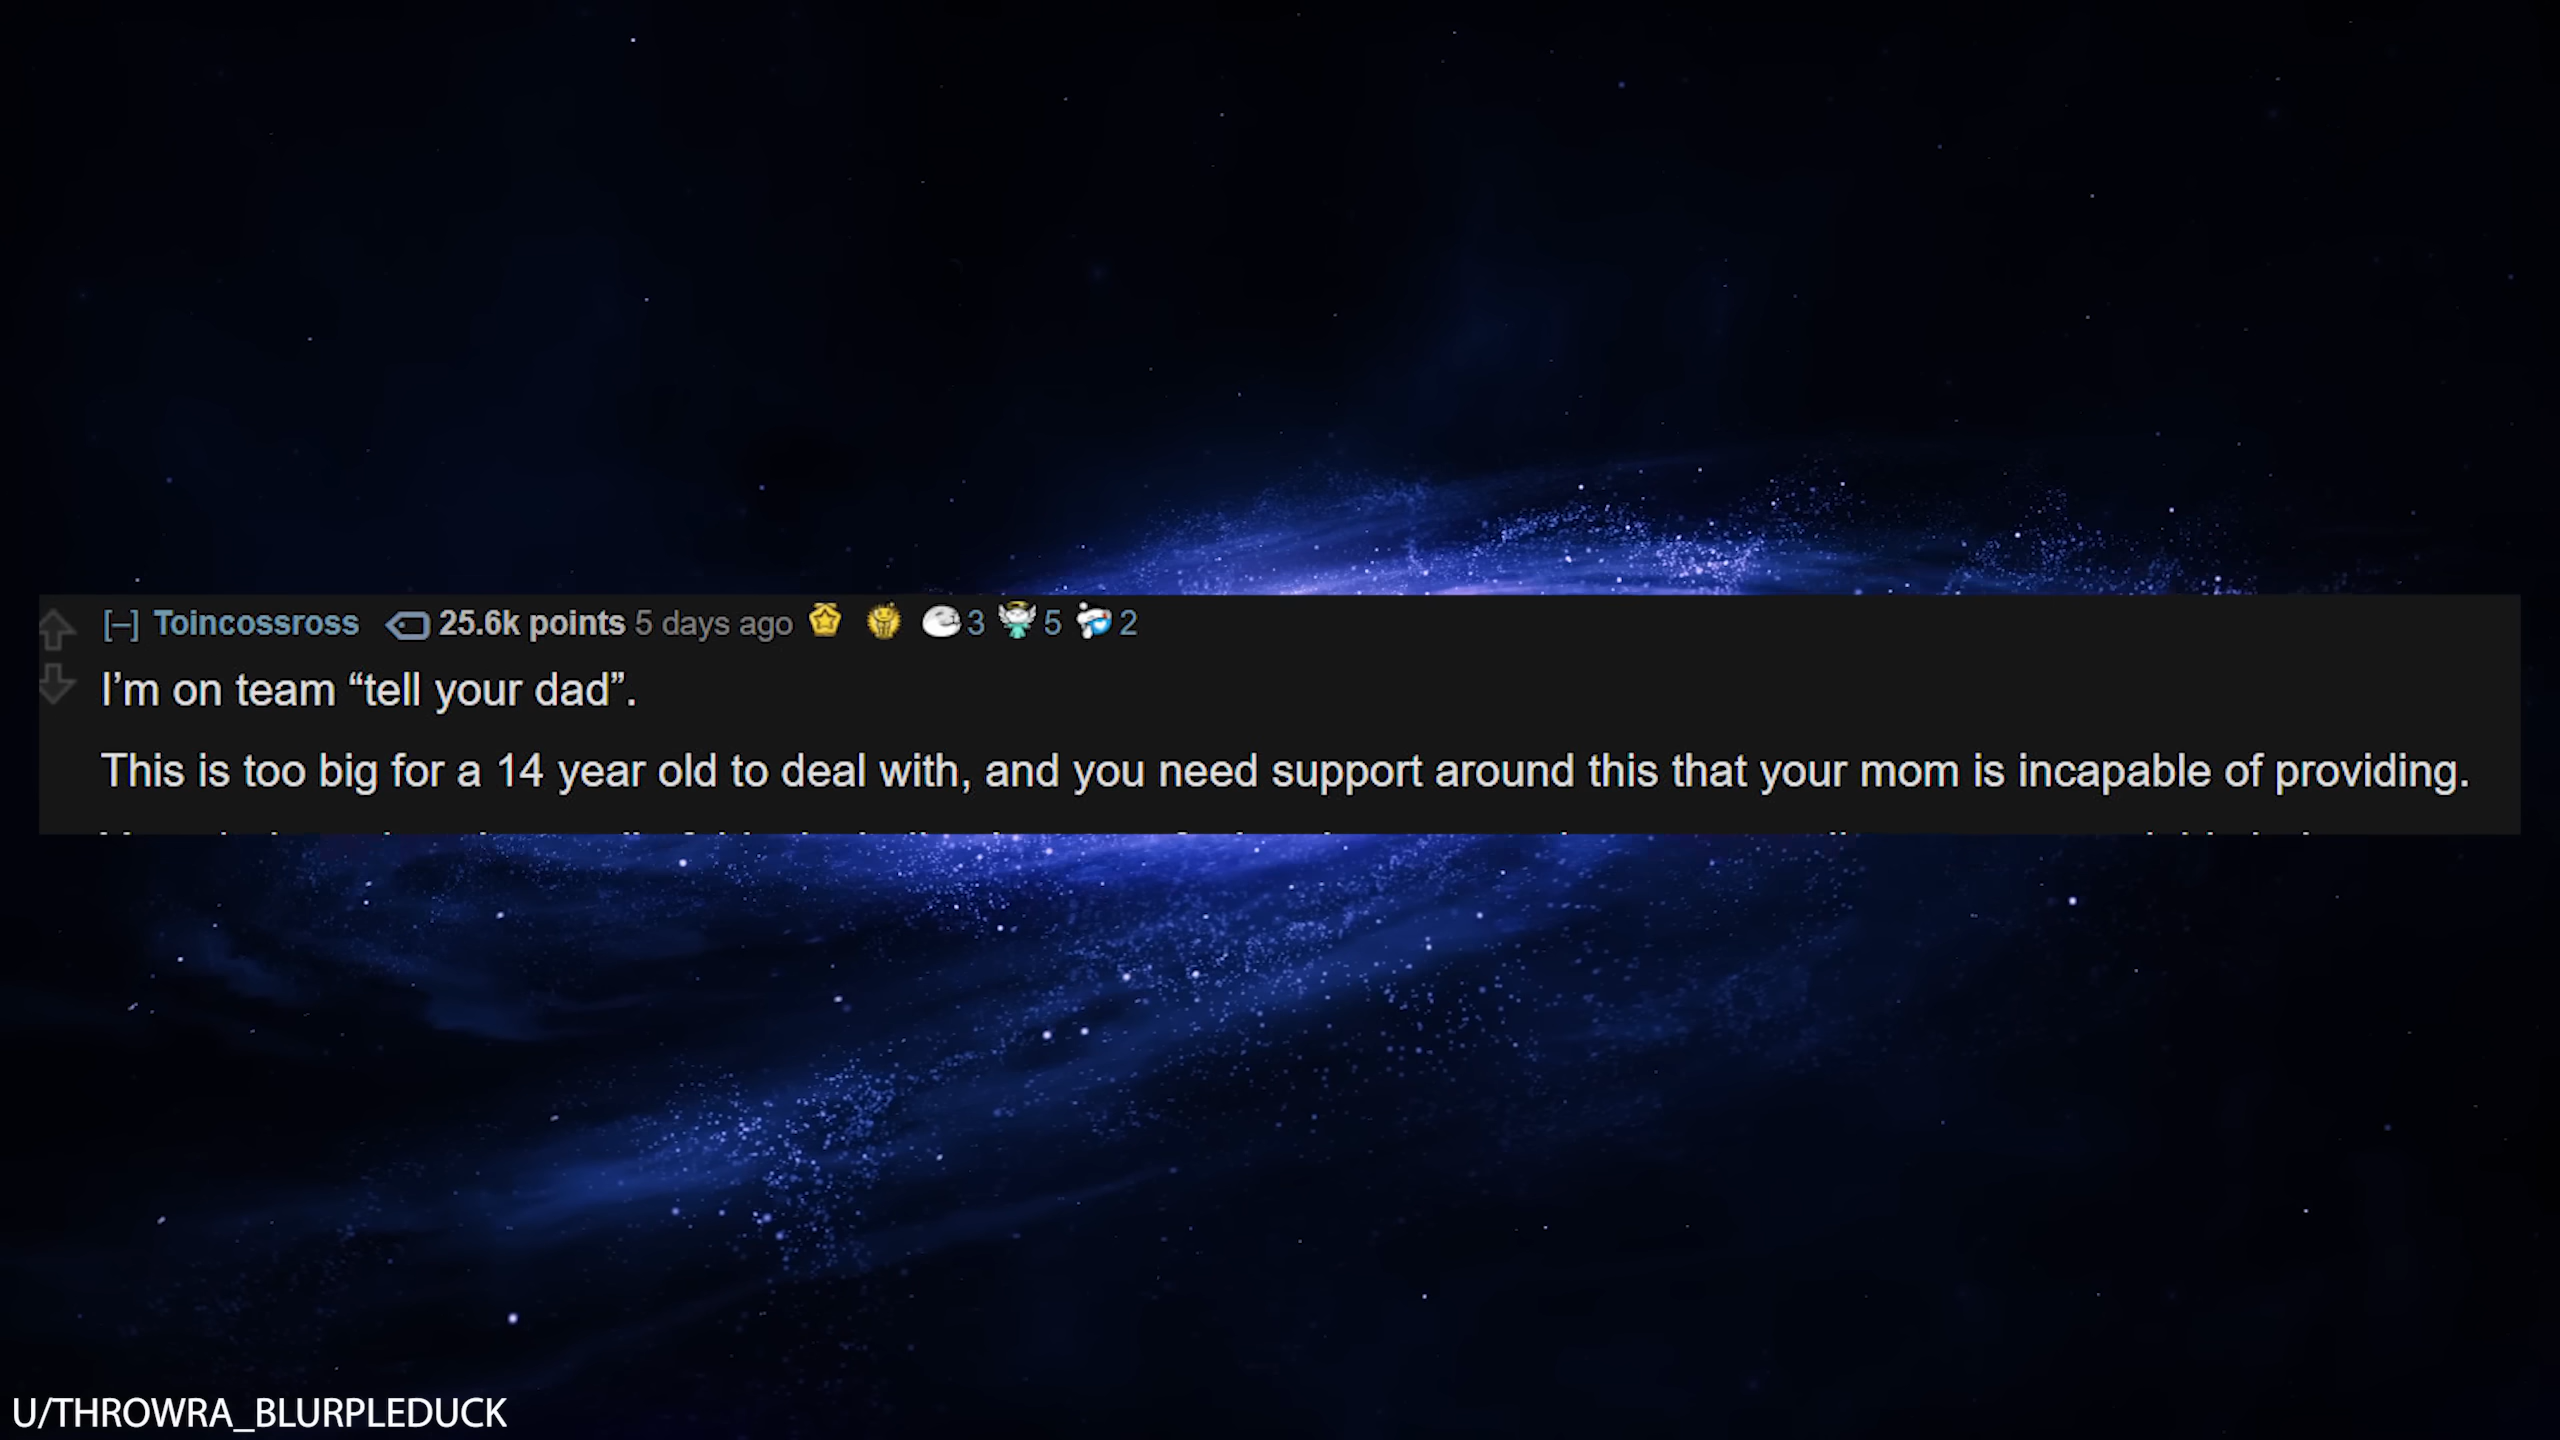 [–] Toincossross 25.6k points 5 days ago 3 5 2
I’m on team “tell your dad”.
This is too big for a 14 year old to deal with, and you need support around this that your mom is incapable of providing.
U/THROWRA_BLURPLEDUCK